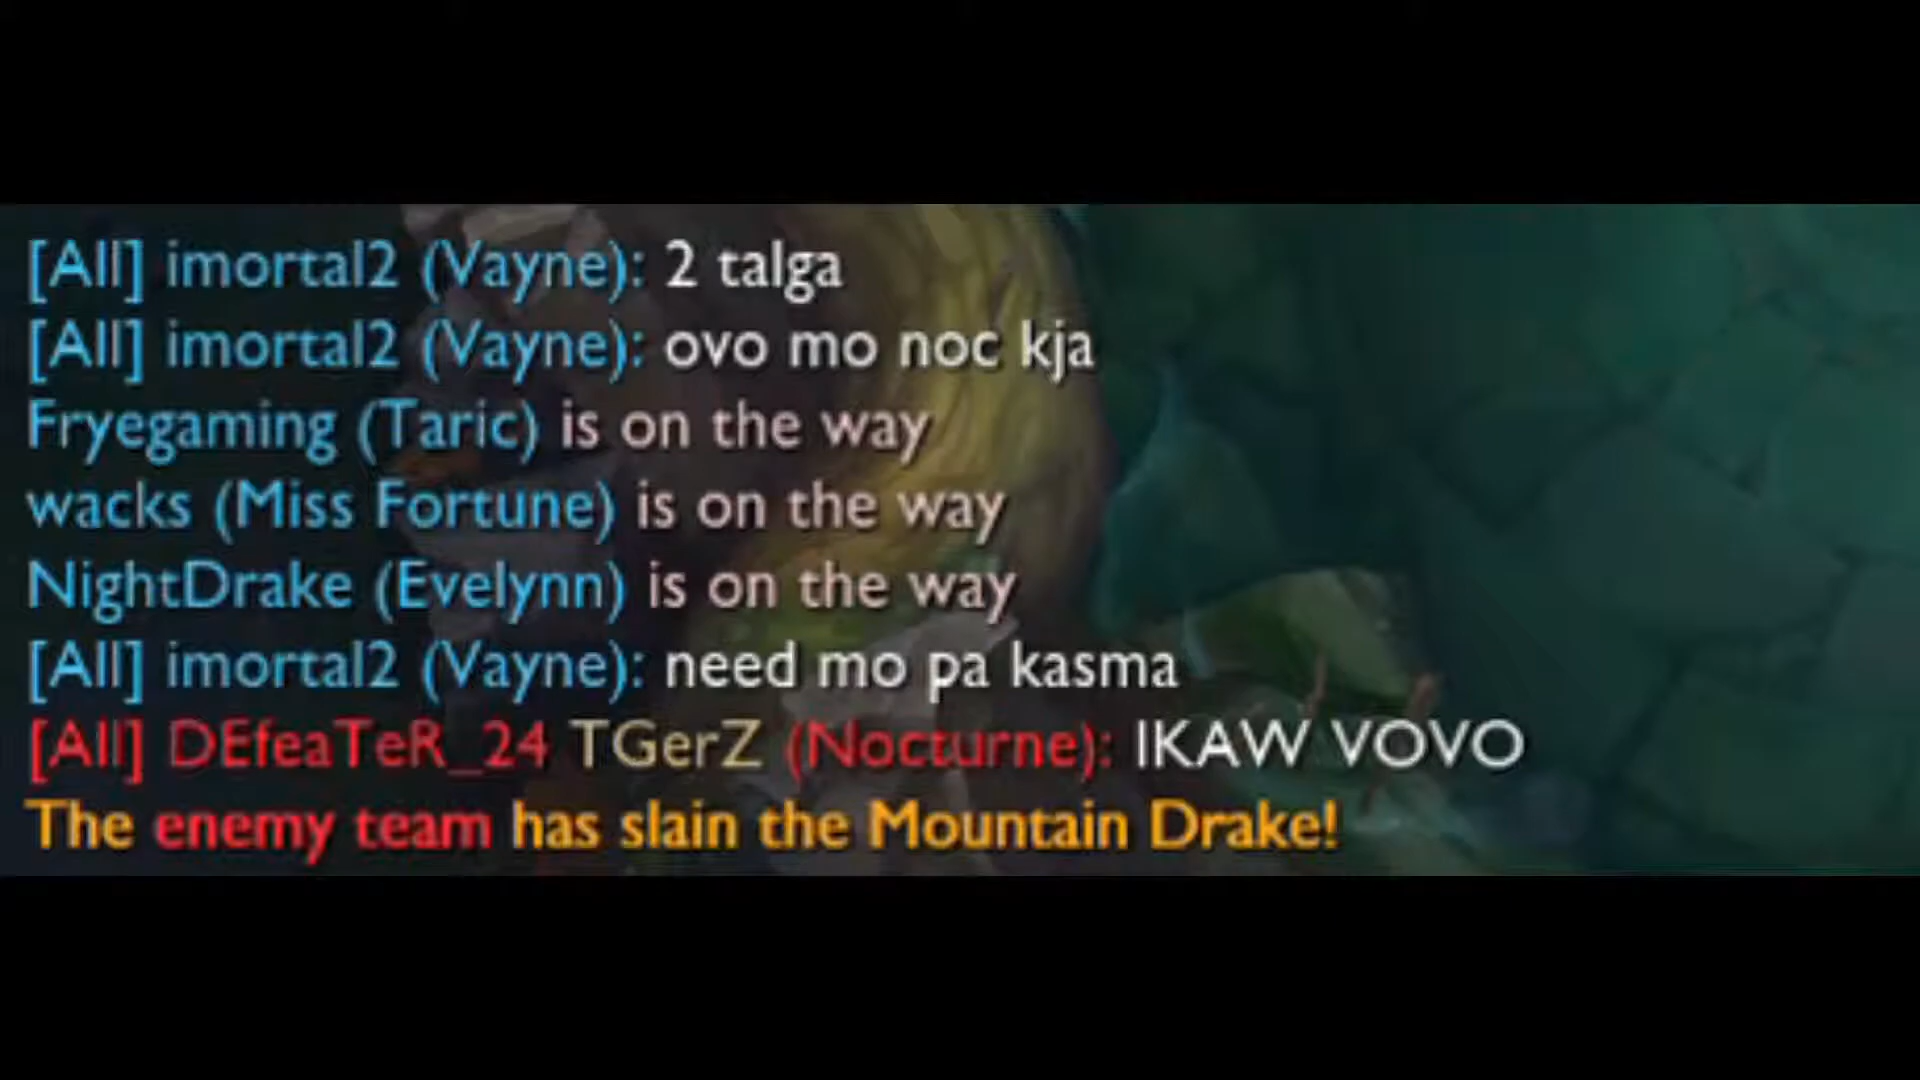 [All] imortal2 (Vayne): 2 talga
[All] imortal2 (Vayne): ovo mo noc kja
Fryegaming (Taric) is on the way
wacks (Miss Fortune) is on the way
NightDrake (Evelynn) is on the way
[All] imortal2 (Vayne): need mo pa kasma
[All] DEfeaTeR_24 TGerZ (Nocturne): IKAW VOVO
The enemy team has slain the Mountain Drake!